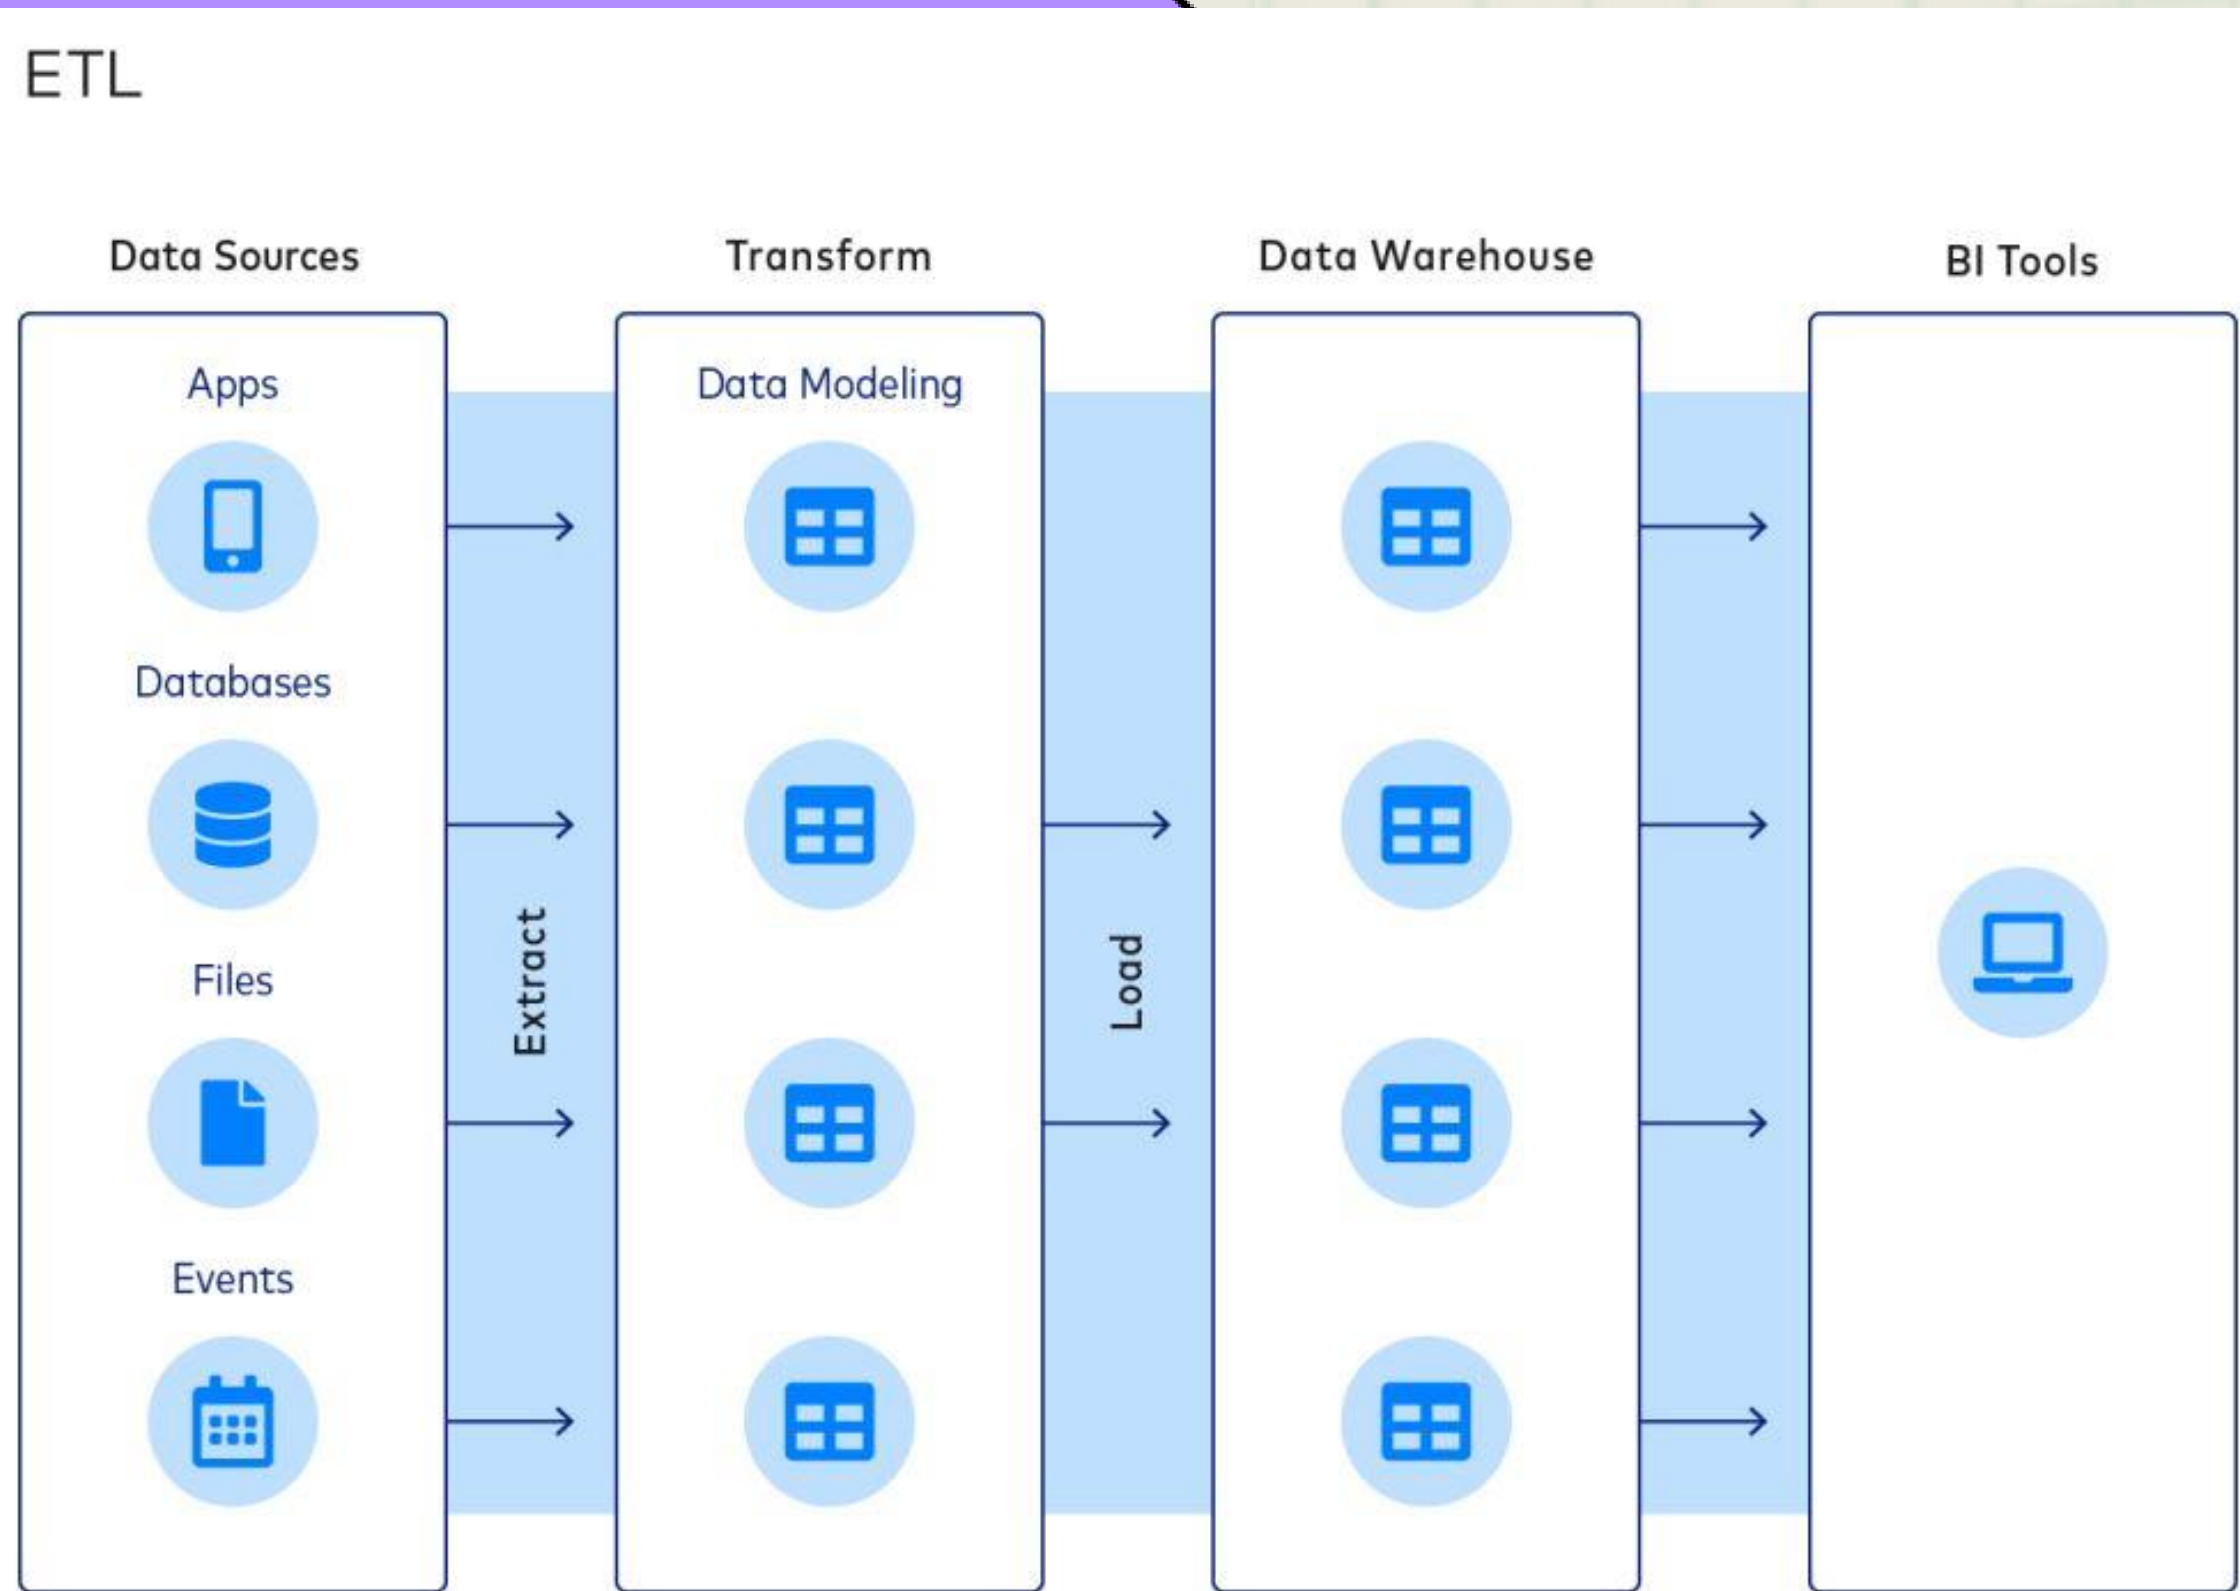 ETL
Data Sources
Transform
Data Warehouse
BI Tools
Apps
Data Modeling
Databases
Files
Events
Extract
Load